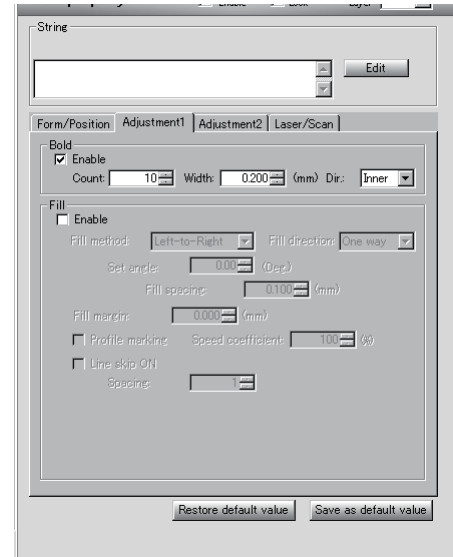 String
Edit
Form/Position Adjustment1 Adjustment2 Laser/Scan
Bold
Enable
Count: 10 Width: 0.200 (mm) Dir.: Inner
Fill
Enable
Fill method: Left-to-Right Fill direction: One way
Set angle: 0.00 (Deg.)
Fill spacing: 0.100 (mm)
Fill margin: 0.000 (mm)
Profile marking Speed coefficient: 100 (%)
Line skip ON
Spacing: 1
Restore default value Save as default value